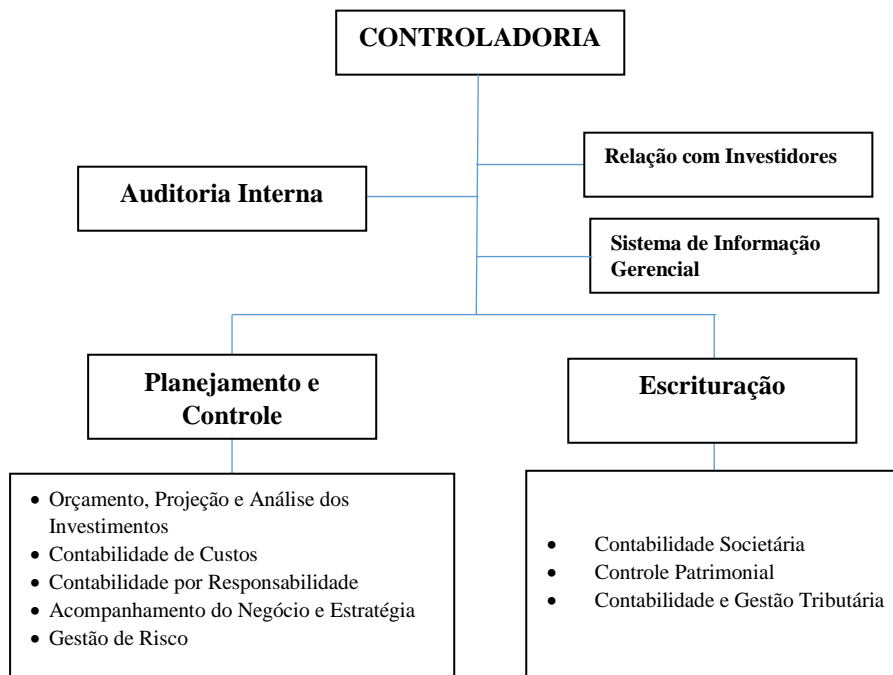 CONTROLADORIA
Relação com Investidores
Auditoria Interna
Sistema de Informação
Gerencial
Planejamento e
Controle
Escrituração
• Orçamento, Projeção e Análise dos
Investimentos
• Contabilidade de Custos
• Contabilidade por Responsabilidade
• Acompanhamento do Negócio e Estratégia
• Gestão de Risco
• Contabilidade Societária
• Controle Patrimonial
• Contabilidade e Gestão Tributária